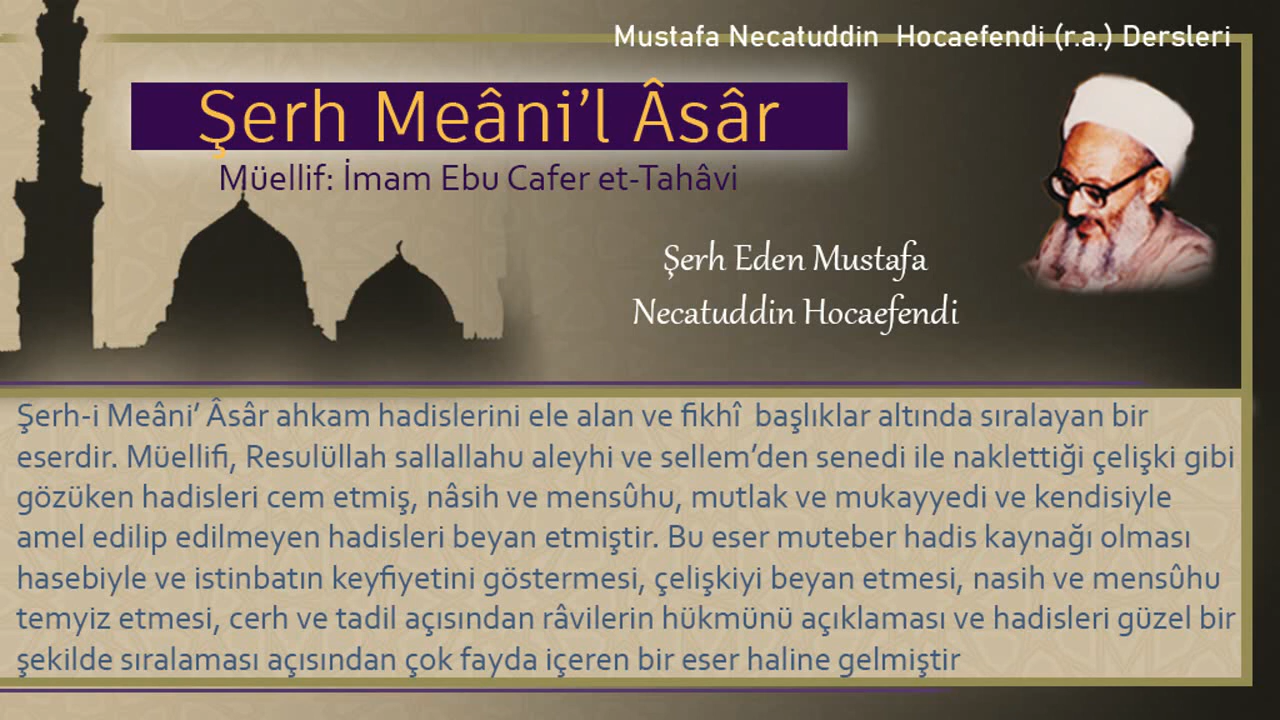 Mustafa Necatuddin Hocaefendi (r.a.) Dersleri
Şerh Meâni’l Âsâr
Müellif: İmam Ebu Cafer et-Tahâvi
Şerh Eden Mustafa
Necatuddin Hocaefendi
Şerh-i Meâni’ Âsâr ahkam hadislerini ele alan ve fikhî başlıklar altında sıralayan bir
eserdir. Müellifi, Resulüllah sallallahu aleyhi ve sellem’den senedi ile naklettiği çelişki gibi
gözüken hadisleri cem etmiş, nâsih ve mensûhu, mutlak ve mukayyedi ve kendisiyle
amel edilip edilmeyen hadisleri beyan etmiştir. Bu eser muteber hadis kaynağı olması
hasebiyle ve istinbatın keyfiyetini göstermesi, çelişkiyi beyan etmesi, nasih ve mensûhu
temyiz etmesi, cerh ve tadil açısından râvilerin hükmünü açıklaması ve hadisleri güzel bir
şekilde sıralaması açısından çok fayda içeren bir eser haline gelmiştir